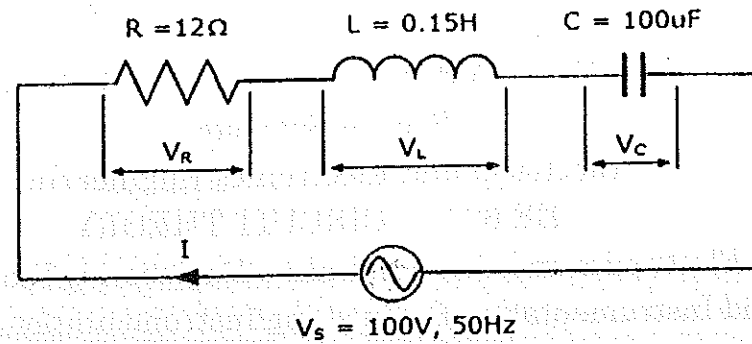 R =12Ω L = 0.15H C = 100uF
V_R V_L V_C
I
V_S = 100V, 50Hz